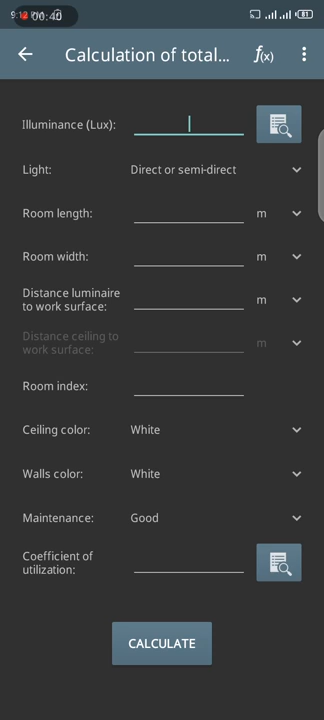 00:40
81
Calculation of total...
f(x)
Illuminance (Lux):
Light: Direct or semi-direct
Room length: m
Room width: m
Distance luminaire
to work surface: m
Distance ceiling to
work surface: m
Room index:
Ceiling color: White
Walls color: White
Maintenance: Good
Coefficient of
utilization:
CALCULATE